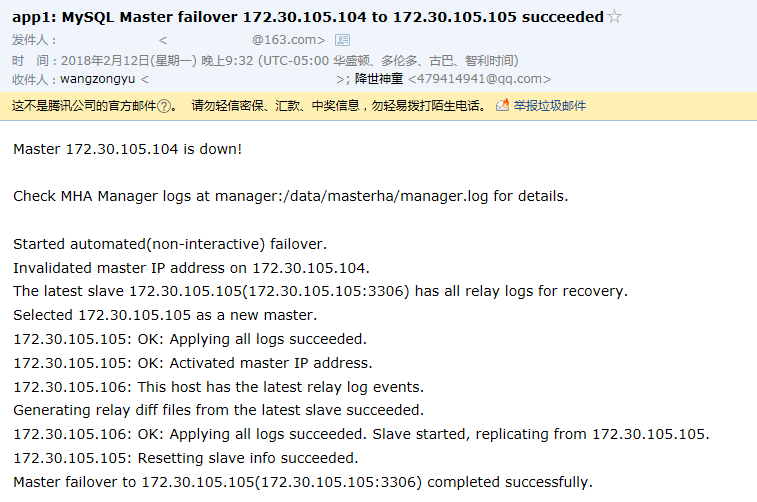 app1: MySQL Master failover 172.30.105.104 to 172.30.105.105 succeeded☆
发件人： < @163.com>
时 间：2018年2月12日(星期一) 晚上9:32 (UTC-05:00 华盛顿、多伦多、古巴、智利时间)
收件人：wangzongyu < >; 降世神童 <479414941@qq.com>
这不是腾讯公司的官方邮件?。 请勿轻信密保、汇款、中奖信息，勿轻易拨打陌生电话。 举报垃圾邮件
Master 172.30.105.104 is down!
Check MHA Manager logs at manager:/data/masterha/manager.log for details.
Started automated(non-interactive) failover.
Invalidated master IP address on 172.30.105.104.
The latest slave 172.30.105.105(172.30.105.105:3306) has all relay logs for recovery.
Selected 172.30.105.105 as a new master.
172.30.105.105: OK: Applying all logs succeeded.
172.30.105.105: OK: Activated master IP address.
172.30.105.106: This host has the latest relay log events.
Generating relay diff files from the latest slave succeeded.
172.30.105.106: OK: Applying all logs succeeded. Slave started, replicating from 172.30.105.105.
172.30.105.105: Resetting slave info succeeded.
Master failover to 172.30.105.105(172.30.105.105:3306) completed successfully.